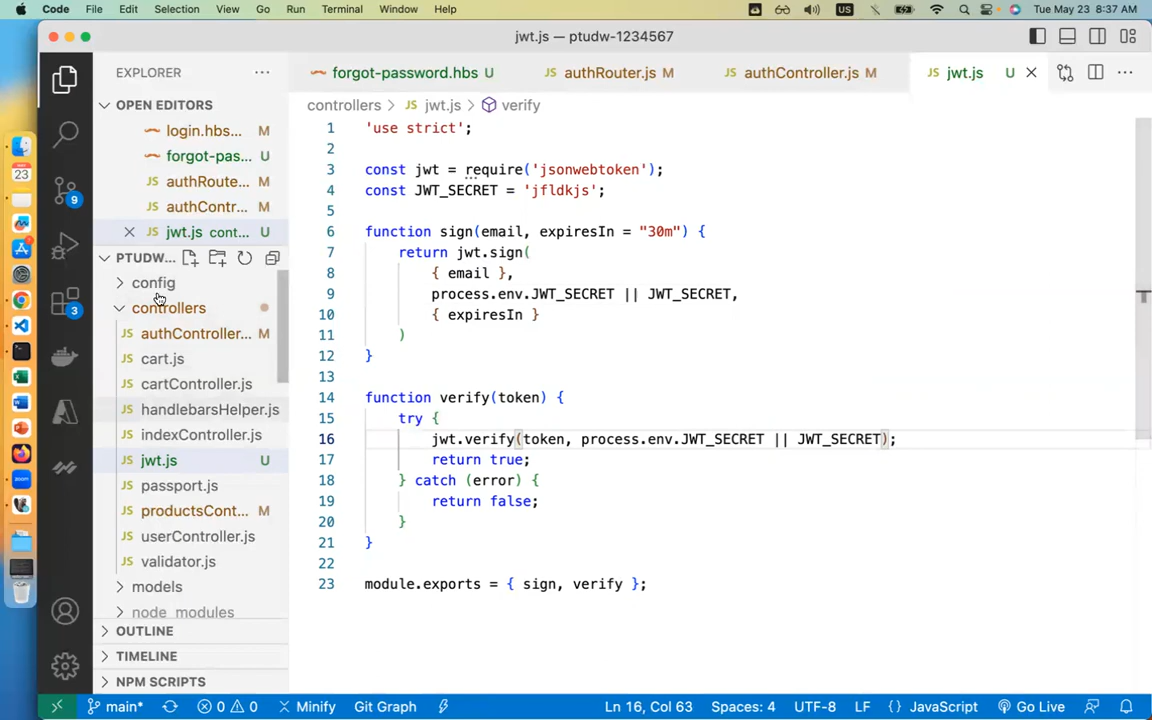 Code File Edit Selection View Go Run Terminal Window Help US Tue May 23 8:37 AM
jwt.js — ptudw-1234567
EXPLORER
forgot-password.hbs U authRouter.js M authController.js M jwt.js U
OPEN EDITORS
controllers > jwt.js > verify
login.hbs... M
forgot-pas... U
authRoute... M
authContr... M
jwt.js cont... U
PTUDW-...
config
controllers
authController... M
cart.js
cartController.js
handlebarsHelper.js
indexController.js
jwt.js U
passport.js
productsCont... M
userController.js
validator.js
models
node_modules
OUTLINE
TIMELINE
NPM SCRIPTS
23
9
3
1 'use strict';
2
3 const jwt = require('jsonwebtoken');
4 const JWT_SECRET = 'jfldkjs';
5
6 function sign(email, expiresIn = "30m") {
7 return jwt.sign(
8 { email },
9 process.env.JWT_SECRET || JWT_SECRET,
10 { expiresIn }
11 )
12 }
13
14 function verify(token) {
15 try {
16 jwt.verify(token, process.env.JWT_SECRET || JWT_SECRET);
17 return true;
18 } catch (error) {
19 return false;
20 }
21 }
22
23 module.exports = { sign, verify };
main* 0 0 Minify Git Graph Ln 16, Col 63 Spaces: 4 UTF-8 LF {} JavaScript Go Live